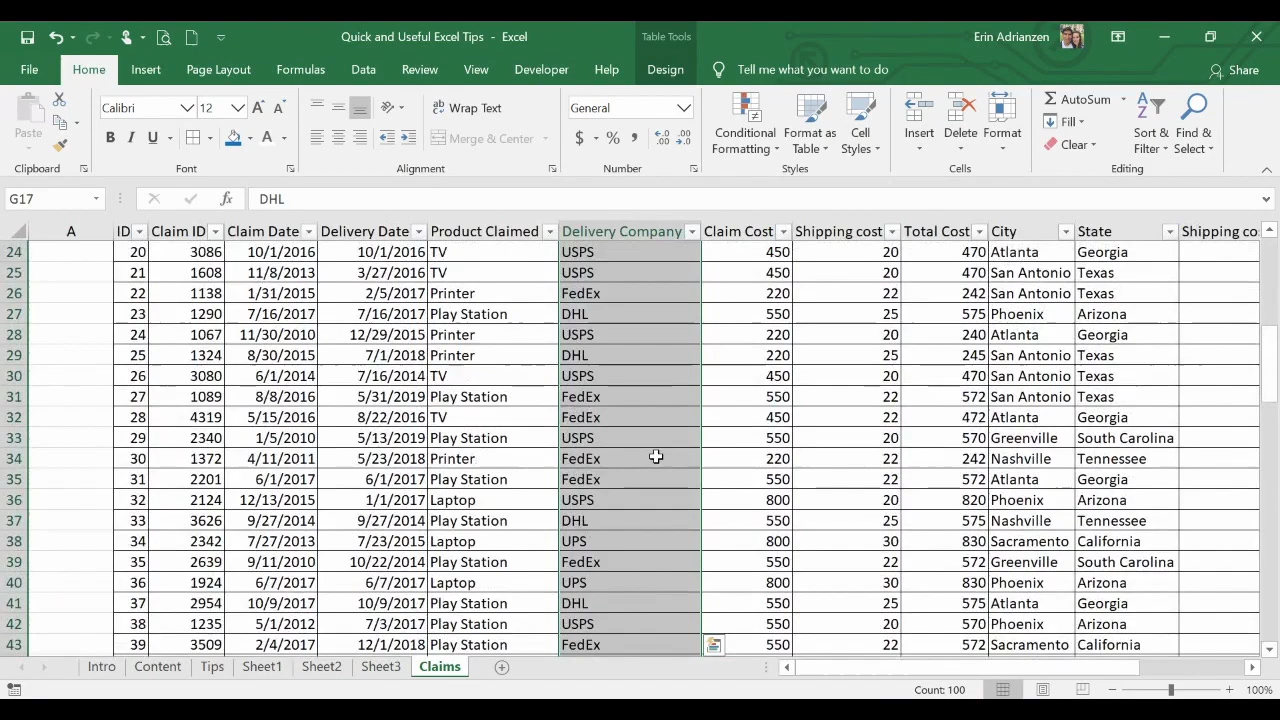 Quick and Useful Excel Tips - Excel
Table Tools
Erin Adrianzen
File Home Insert Page Layout Formulas Data Review View Developer Help Design Tell me what you want to do Share
Paste
Calibri 12
B I U A
Wrap Text
Merge & Center
General
$ % ,
Conditional Formatting
Format as Table
Cell Styles
Insert Delete Format
AutoSum
Fill
Clear
Sort & Filter
Find & Select
Clipboard Font Alignment Number Styles Cells Editing
G17 fx DHL
A ID Claim ID Claim Date Delivery Date Product Claimed Delivery Company Claim Cost Shipping cost Total Cost City State Shipping co
24 20 3086 10/1/2016 10/1/2016 TV USPS 450 20 470 Atlanta Georgia
25 21 1608 11/8/2013 3/27/2016 TV USPS 450 20 470 San Antonio Texas
26 22 1138 1/31/2015 2/5/2017 Printer FedEx 220 22 242 San Antonio Texas
27 23 1290 7/16/2017 7/16/2017 Play Station DHL 550 25 575 Phoenix Arizona
28 24 1067 11/30/2010 12/29/2015 Printer USPS 220 20 240 Atlanta Georgia
29 25 1324 8/30/2015 7/1/2018 Printer DHL 220 25 245 San Antonio Texas
30 26 3080 6/1/2014 7/16/2014 TV USPS 450 20 470 San Antonio Texas
31 27 1089 8/8/2016 5/31/2019 Play Station FedEx 550 22 572 San Antonio Texas
32 28 4319 5/15/2016 8/22/2016 TV FedEx 450 22 472 Atlanta Georgia
33 29 2340 1/5/2010 5/13/2019 Play Station USPS 550 20 570 Greenville South Carolina
34 30 1372 4/11/2011 5/23/2018 Printer FedEx 220 22 242 Nashville Tennessee
35 31 2201 6/1/2017 6/1/2017 Play Station FedEx 550 22 572 Atlanta Georgia
36 32 2124 12/13/2015 1/1/2017 Laptop USPS 800 20 820 Phoenix Arizona
37 33 3626 9/27/2014 9/27/2014 Play Station DHL 550 25 575 Nashville Tennessee
38 34 2342 7/27/2013 7/23/2015 Laptop UPS 800 30 830 Sacramento California
39 35 2639 9/11/2010 10/22/2014 Play Station FedEx 550 22 572 Greenville South Carolina
40 36 1924 6/7/2017 6/7/2017 Laptop UPS 800 30 830 Phoenix Arizona
41 37 2954 10/9/2017 10/9/2017 Play Station DHL 550 25 575 Atlanta Georgia
42 38 1235 5/1/2012 7/3/2017 Play Station USPS 550 20 570 Phoenix Arizona
43 39 3509 2/4/2017 12/1/2018 Play Station FedEx 550 22 572 Sacramento California
Intro Content Tips Sheet1 Sheet2 Sheet3 Claims
Count: 100 100%